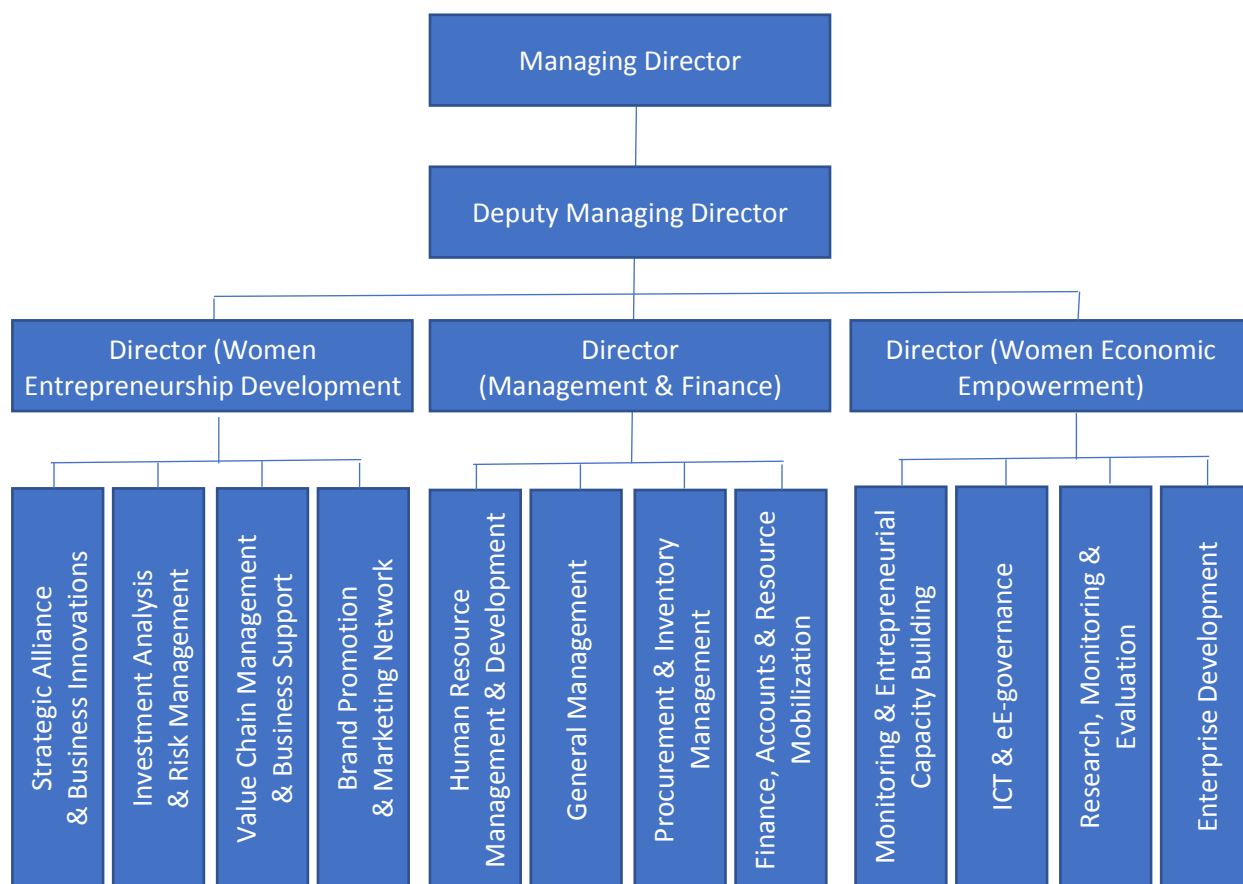 Managing Director
Deputy Managing Director
Director (Women
Entrepreneurship Development
Director
(Management & Finance)
Director (Women Economic
Empowerment)
Strategic Alliance
& Business Innovations
Investment Analysis
& Risk Management
Value Chain Management
& Business Support
Brand Promotion
& Marketing Network
Human Resource
Management & Development
General Management
Procurement & Inventory
Management
Finance, Accounts & Resource
Mobilization
Monitoring & Entrepreneurial
Capacity Building
ICT & eE-governance
Research, Monitoring &
Evaluation
Enterprise Development